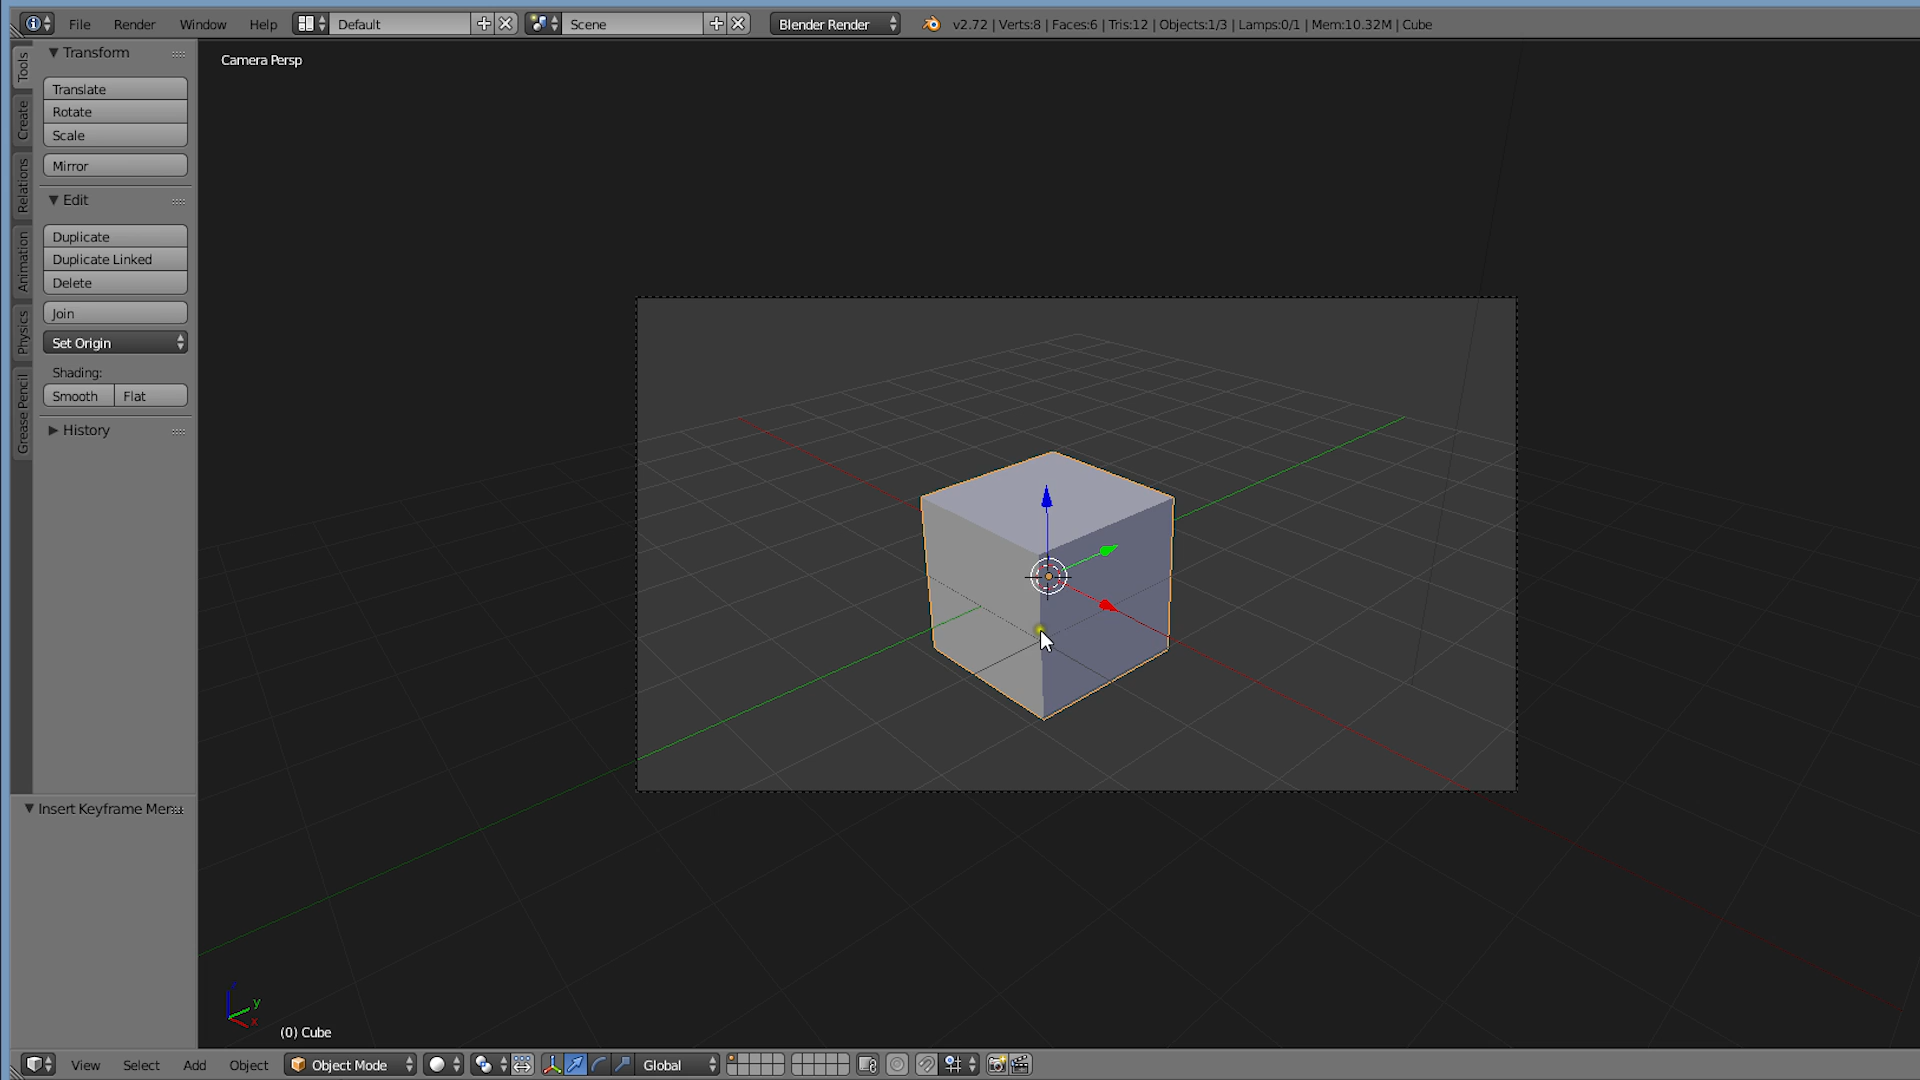 File Render Window Help Default Scene Blender Render v2.72 | Verts:8 | Faces:6 | Tris:12 | Objects:1/3 | Lamps:0/1 | Mem:10.32M | Cube
Tools
Create
Relations
Animation
Physics
Grease Pencil
Transform
Translate
Rotate
Scale
Mirror
Edit
Duplicate
Duplicate Linked
Delete
Join
Set Origin
Shading:
Smooth Flat
History
Insert Keyframe Menu
Camera Persp
y
x
(0) Cube
View Select Add Object Object Mode Global